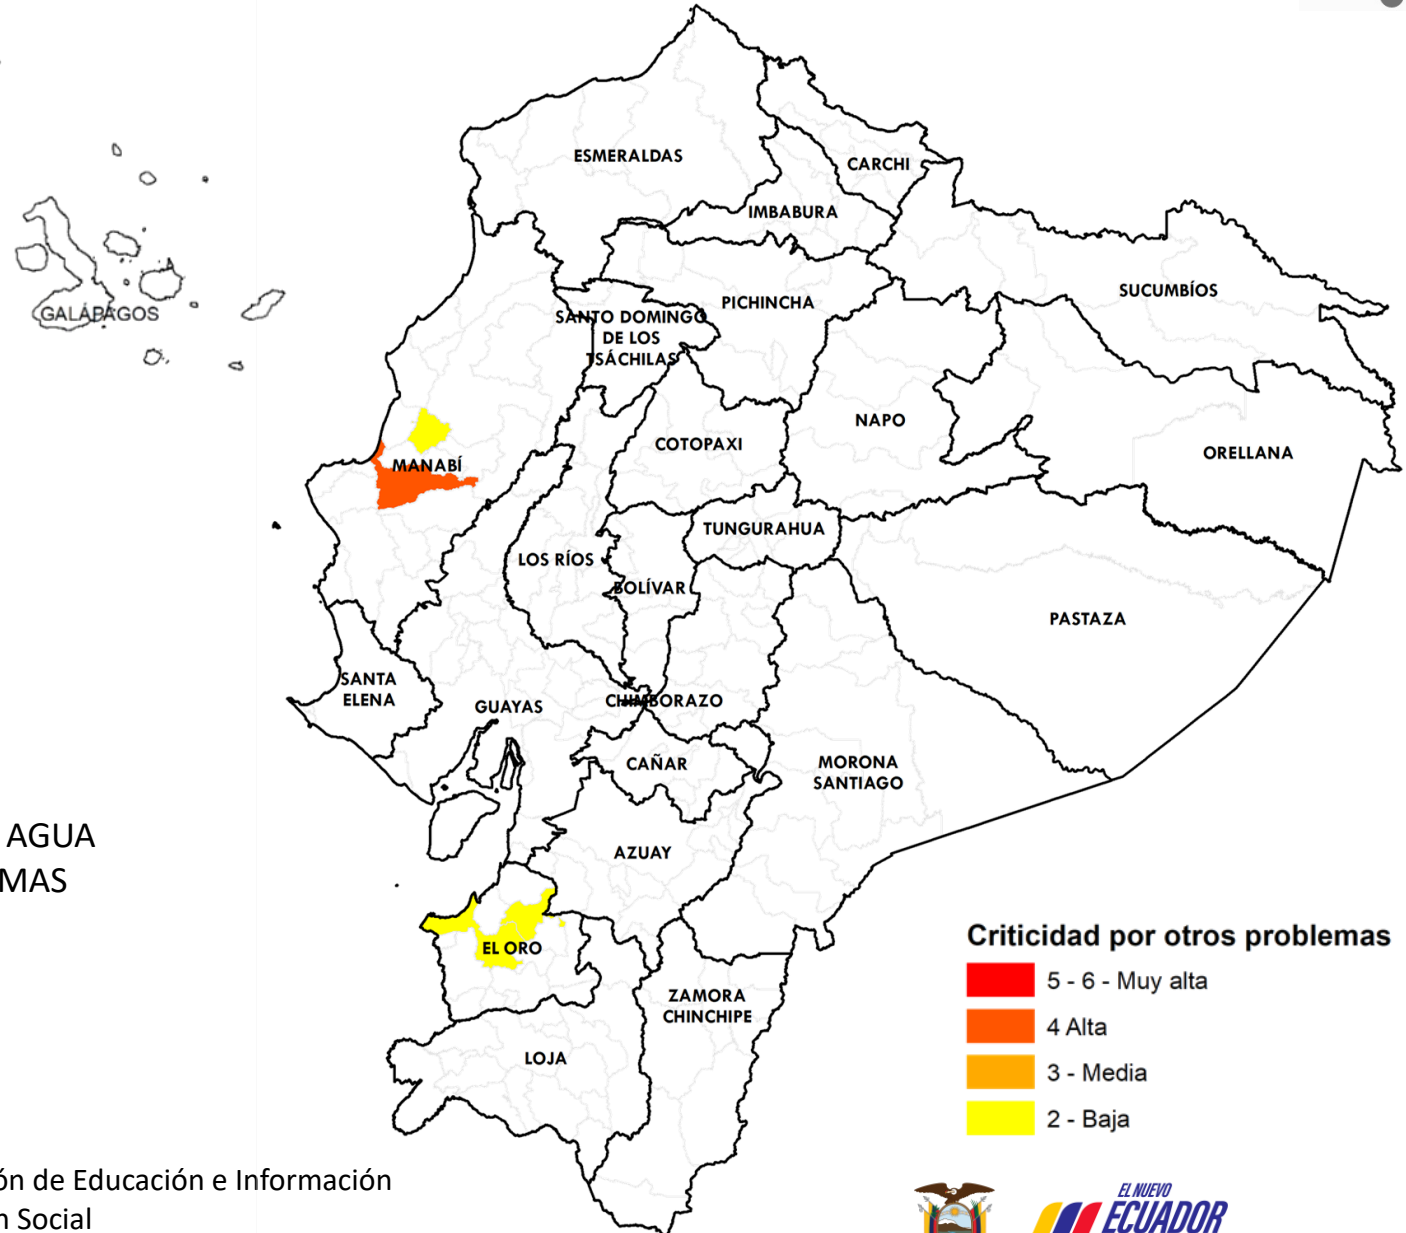 ESMERALDAS
CARCHI
IMBABURA
SUCUMBÍOS
PICHINCHA
GALÁPAGOS
SANTO DOMINGO
DE LOS
TSÁCHILAS
NAPO
COTOPAXI
ORELLANA
MANABÍ
TUNGURAHUA
LOS RÍOS
BOLÍVAR
PASTAZA
SANTA
ELENA
CHIMBORAZO
GUAYAS
CAÑAR
MORONA
SANTIAGO
AGUA
MAS
AZUAY
EL ORO
ZAMORA
CHINCHIPE
LOJA
Criticidad por otros problemas
5 - 6 - Muy alta
4 Alta
3 - Media
2 - Baja
ón de Educación e Información
n Social
EL NUEVO
ECUADOR